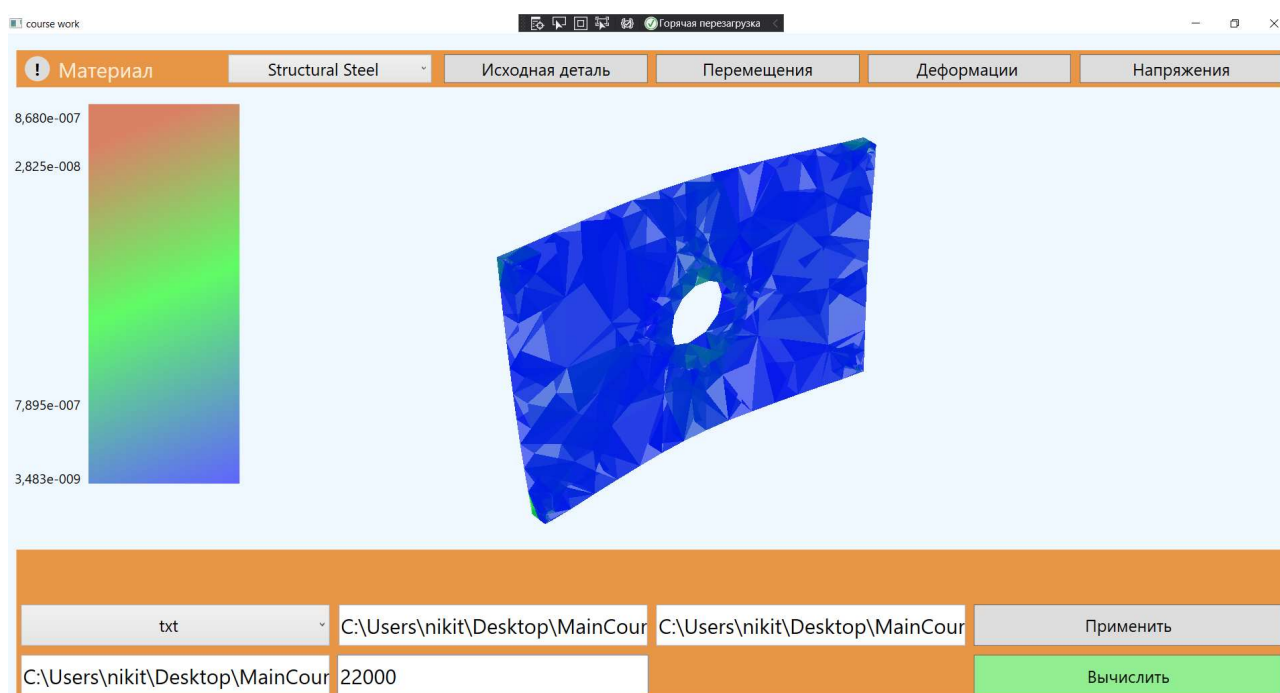 course work
Горячая перезагрузка
! Материал Structural Steel Исходная деталь Перемещения Деформации Напряжения
8,680e-007
2,825e-008
7,895e-007
3,483e-009
txt C:\Users\nikit\Desktop\MainCour C:\Users\nikit\Desktop\MainCour Применить
C:\Users\nikit\Desktop\MainCour 22000 Вычислить